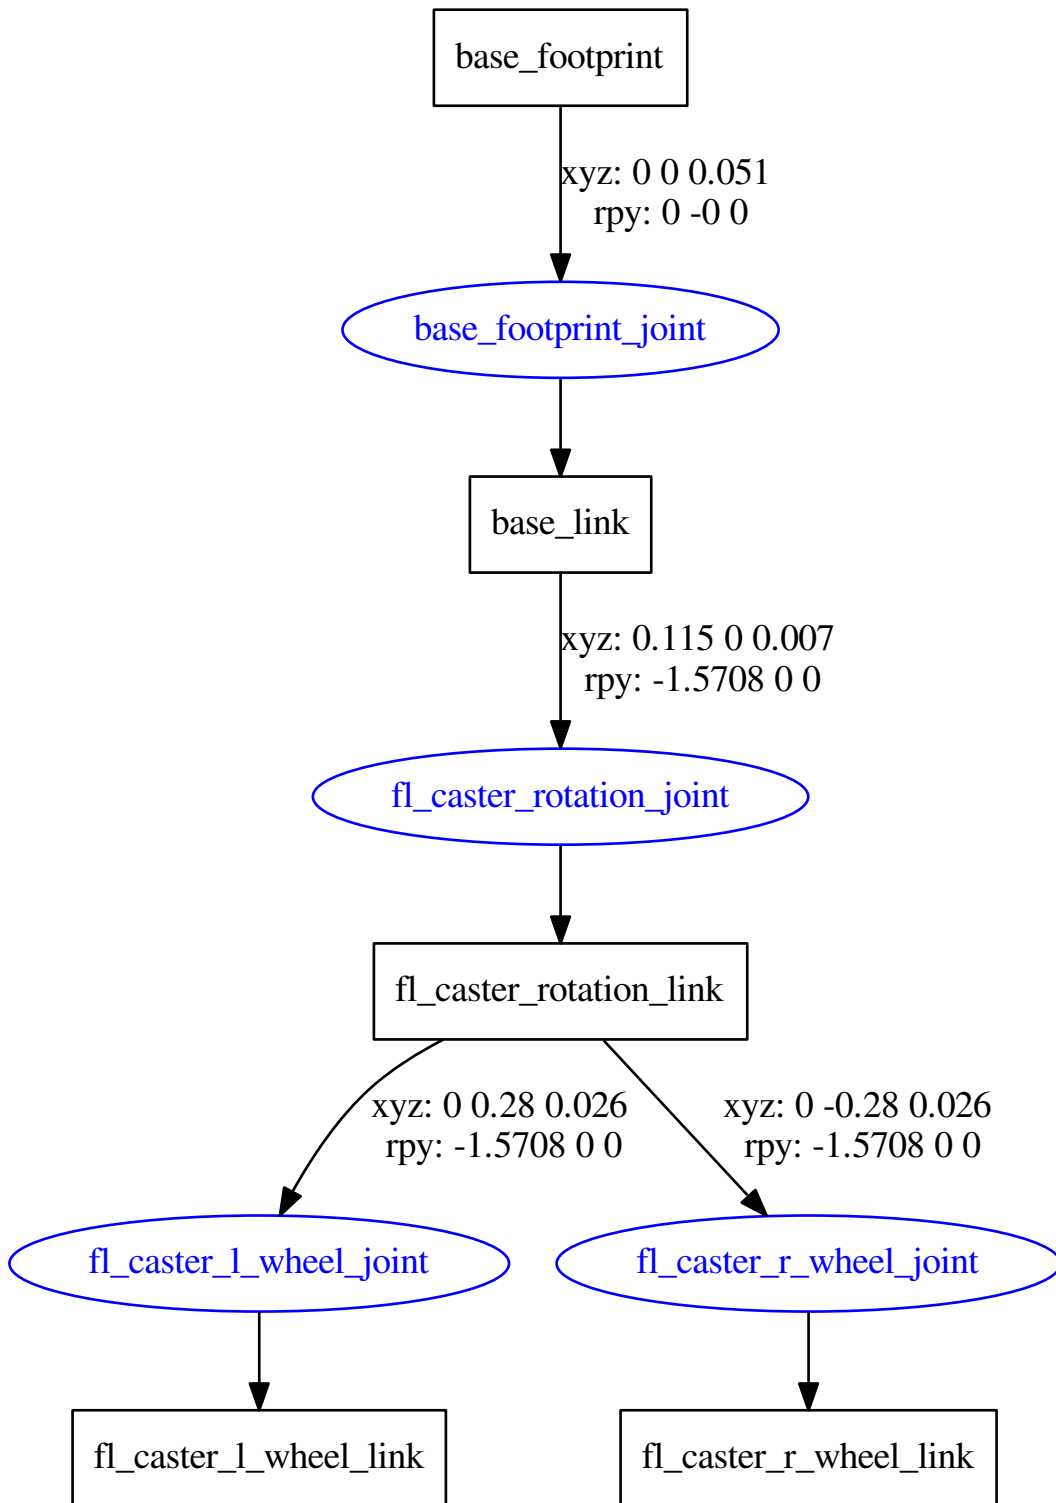 base_footprint
xyz: 0 0 0.051
rpy: 0 -0 0
base_footprint_joint
base_link
xyz: 0.115 0 0.007
rpy: -1.5708 0 0
fl_caster_rotation_joint
fl_caster_rotation_link
xyz: 0 0.28 0.026
rpy: -1.5708 0 0
xyz: 0 -0.28 0.026
rpy: -1.5708 0 0
fl_caster_l_wheel_joint
fl_caster_r_wheel_joint
fl_caster_l_wheel_link
fl_caster_r_wheel_link